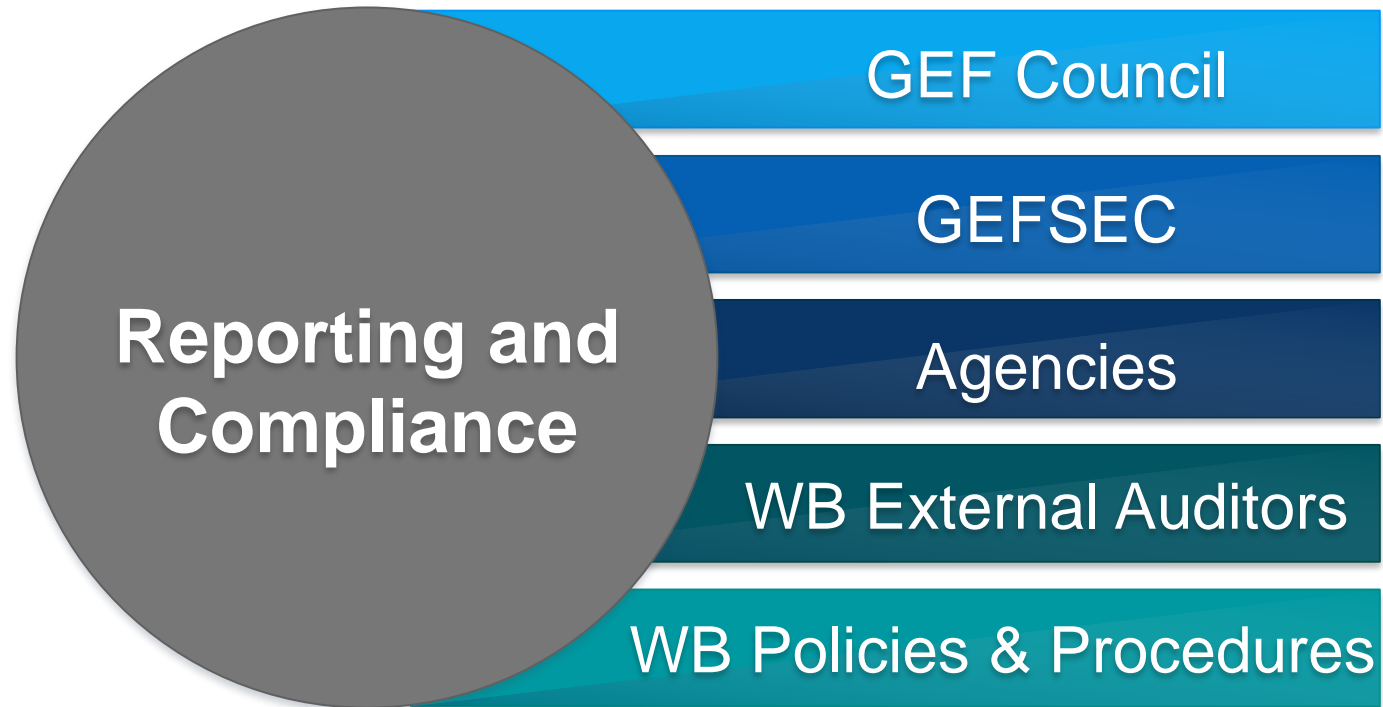 Reporting and
Compliance
GEF Council
GEFSEC
Agencies
WB External Auditors
WB Policies & Procedures